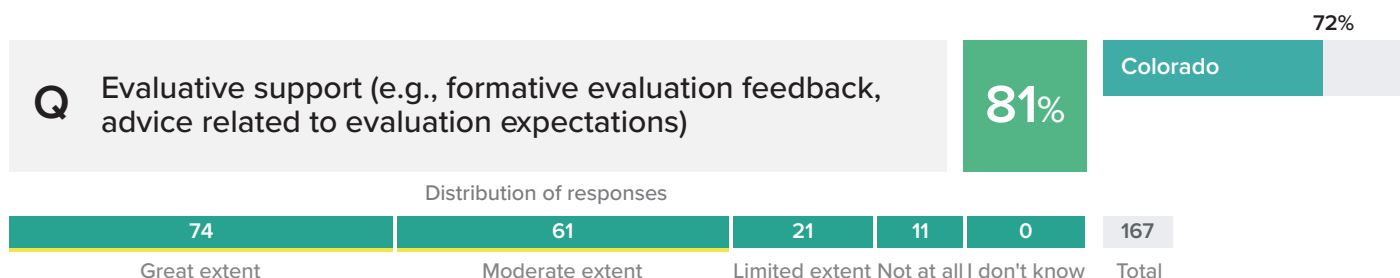 72%
Q Evaluative support (e.g., formative evaluation feedback,
advice related to evaluation expectations)
81%
Colorado
Distribution of responses
74 61 21 11 0 167
Great extent Moderate extent Limited extent Not at all I don't know Total